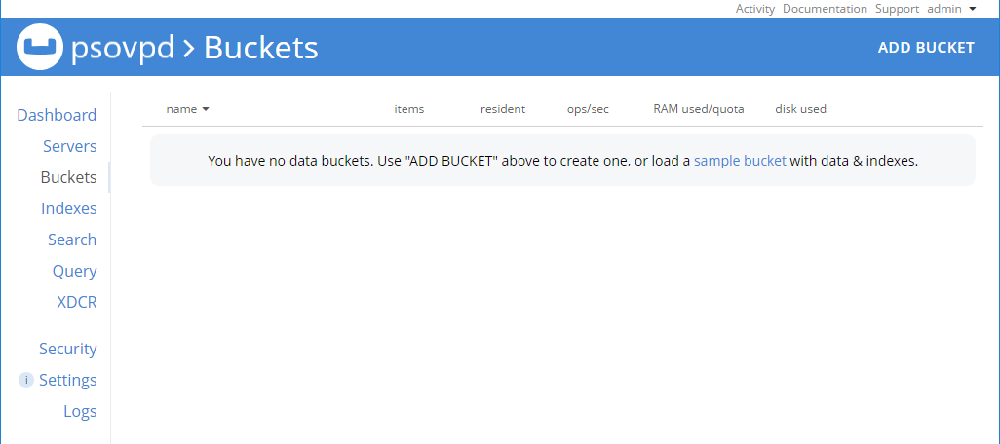 Activity Documentation Support admin
psovpd > Buckets ADD BUCKET
name items resident ops/sec RAM used/quota disk used
You have no data buckets. Use "ADD BUCKET" above to create one, or load a sample bucket with data & indexes.
Dashboard
Servers
Buckets
Indexes
Search
Query
XDCR
Security
i Settings
Logs